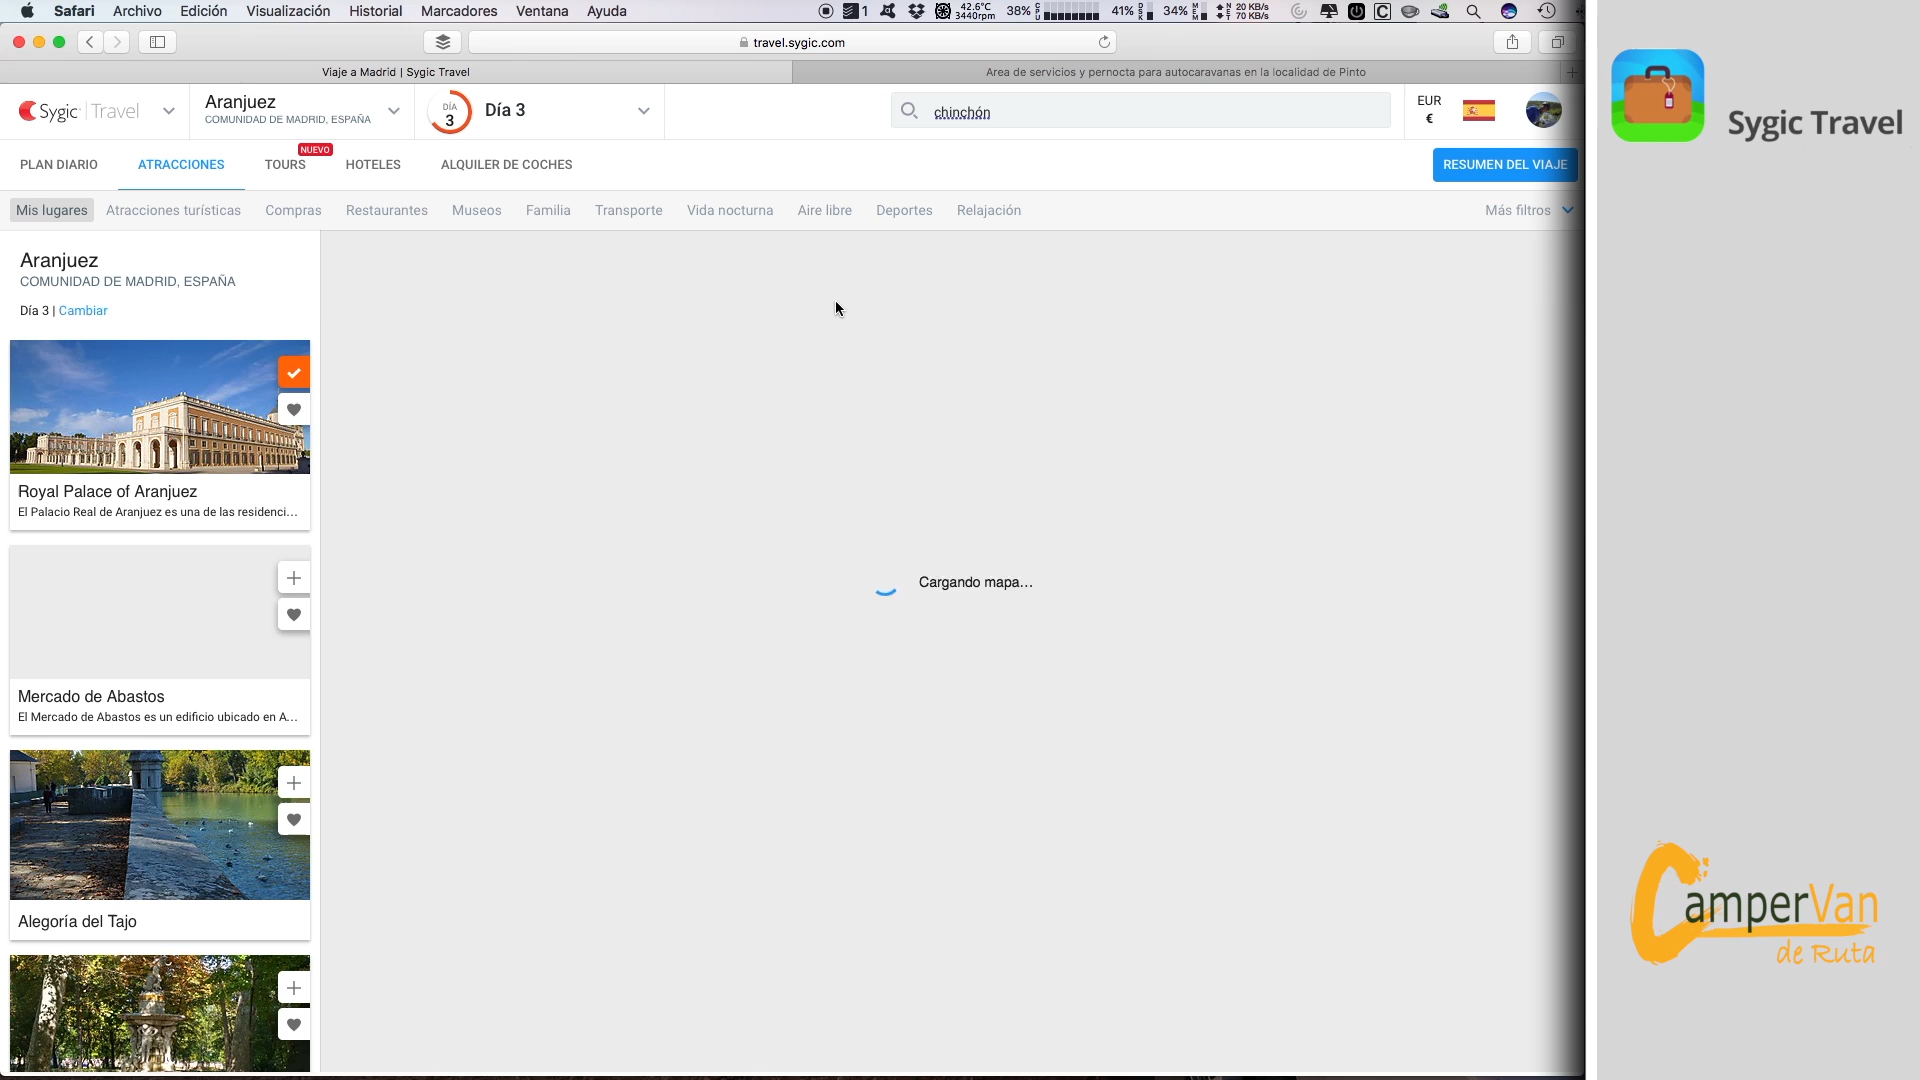 Safari Archivo Edición Visualización Historial Marcadores Ventana Ayuda
1 42.6°C 3440rpm 38% CPU 41% 34% MEM NET 20 KB/s 70 KB/s
travel.sygic.com
Viaje a Madrid | Sygic Travel
Area de servicios y pernocta para autocaravanas en la localidad de Pinto
Sygic Travel
Aranjuez
COMUNIDAD DE MADRID, ESPAÑA
DÍA
3
Día 3
chinchón
EUR
€
PLAN DIARIO ATRACCIONES TOURS NUEVO HOTELES ALQUILER DE COCHES
RESUMEN DEL VIAJE
Mis lugares Atracciones turísticas Compras Restaurantes Museos Familia Transporte Vida nocturna Aire libre Deportes Relajación
Más filtros
Aranjuez
COMUNIDAD DE MADRID, ESPAÑA
Día 3 | Cambiar
Royal Palace of Aranjuez
El Palacio Real de Aranjuez es una de las residenci...
Mercado de Abastos
El Mercado de Abastos es un edificio ubicado en A...
Alegoría del Tajo
Cargando mapa...
Sygic Travel
CamperVan
de Ruta